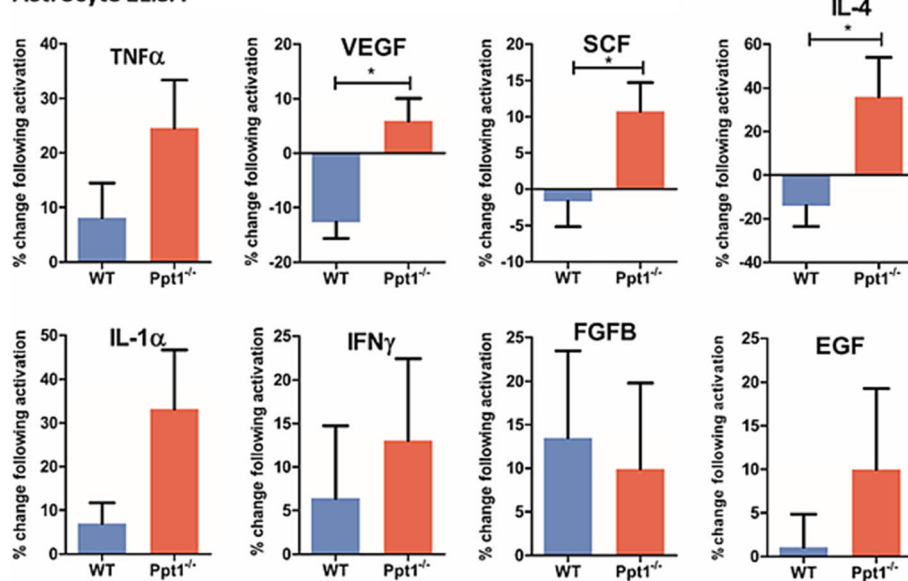 TNFα
% change following activation
40
30
20
10
0
WT Ppt1-/-
VEGF
*
% change following activation
20
10
0
-10
-20
WT Ppt1-/-
SCF
*
% change following activation
20
15
10
5
0
-5
-10
WT Ppt1-/-
IL-4
*
% change following activation
60
40
20
0
-20
-40
WT Ppt1-/-
IL-1α
% change following activation
50
40
30
20
10
0
WT Ppt1-/-
IFNγ
% change following activation
25
20
15
10
5
0
WT Ppt1-/-
FGFB
% change following activation
25
20
15
10
5
0
WT Ppt1-/-
EGF
% change following activation
25
20
15
10
5
0
WT Ppt1-/-